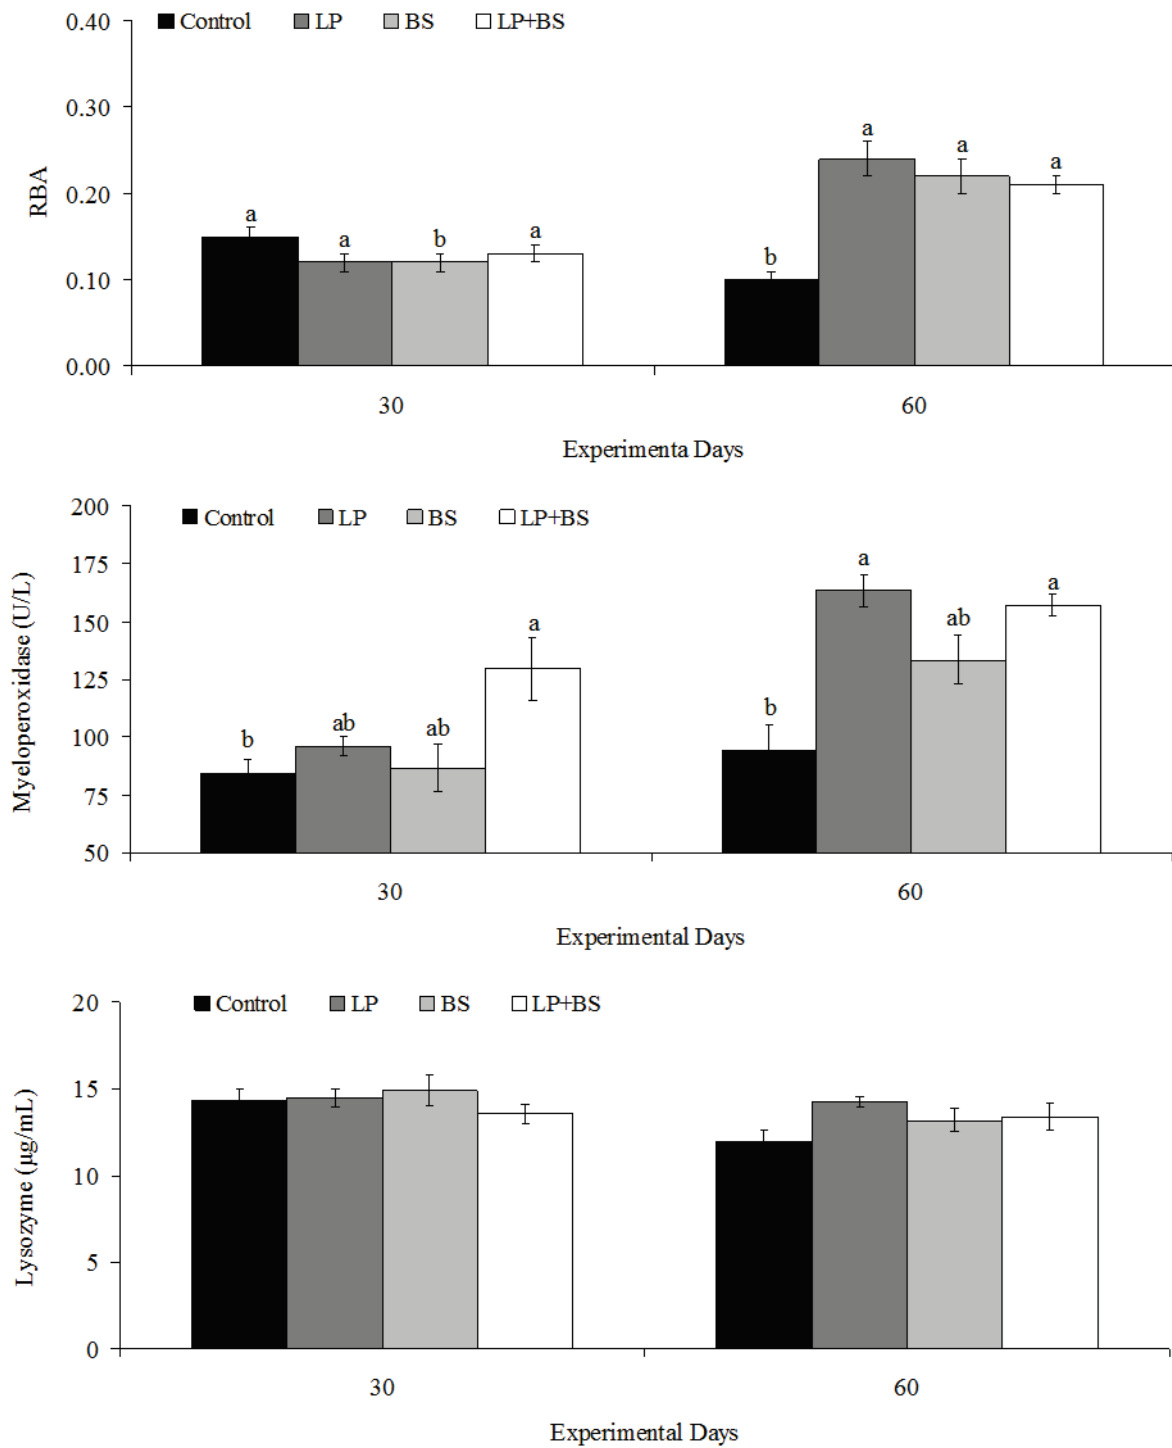 0.40
Control LP BS LP+BS
0.30
0.20
0.10
0.00
RBA
a a b a
b a a a
30 60
Experimenta Days
200
Control LP BS LP+BS
175
150
125
100
75
50
Myeloperoxidase (U/L)
b ab ab a
b a ab a
30 60
Experimental Days
20
Control LP BS LP+BS
15
10
5
0
Lysozyme (µg/mL)
30 60
Experimental Days